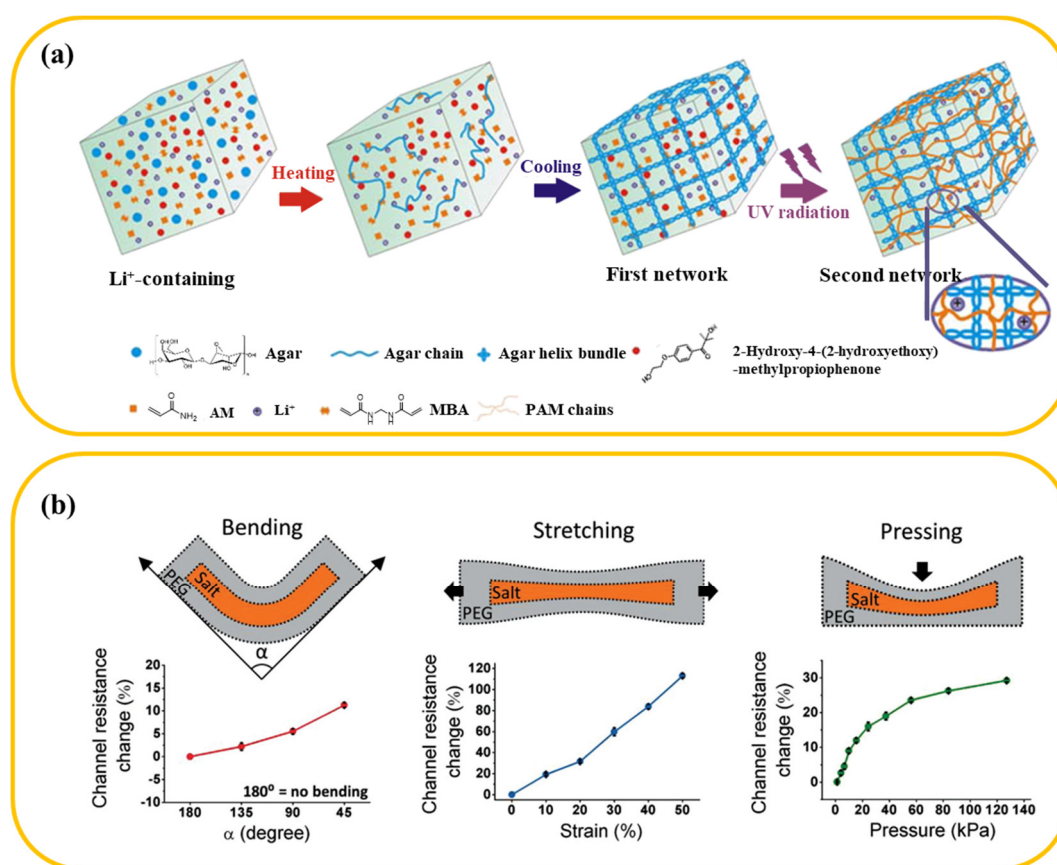 (a)
Heating
Cooling
UV radiation
Li⁺-containing
First network
Second network
Agar
Agar chain
Agar helix bundle
2-Hydroxy-4-(2-hydroxyethoxy)
-methylpropiophenone
AM
Li⁺
MBA
PAM chains
(b)
Bending
PEG
Salt
α
Channel resistance
change (%)
20
15
10
5
0
-5
-10
180° = no bending
180 135 90 45
α (degree)
Stretching
Salt
PEG
Channel resistance
change (%)
120
100
80
60
40
20
0
0 10 20 30 40 50
Strain (%)
Pressing
Salt
PEG
Channel resistance
change (%)
30
20
10
0
0 20 40 60 80 100 120 140
Pressure (kPa)